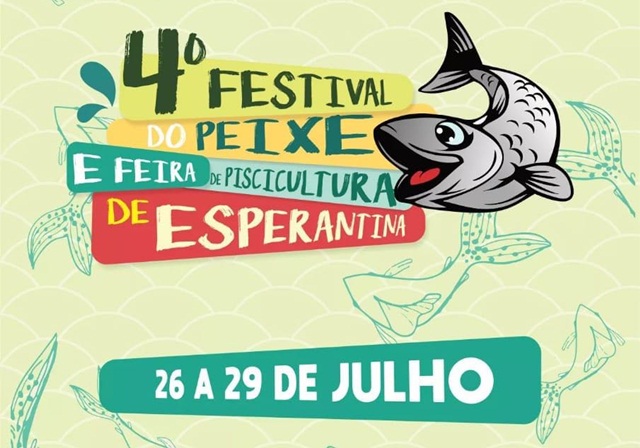 4º FESTIVAL
DO PEIXE
E FEIRA DE PISCICULTURA
DE ESPERANTINA
26 A 29 DE JULHO